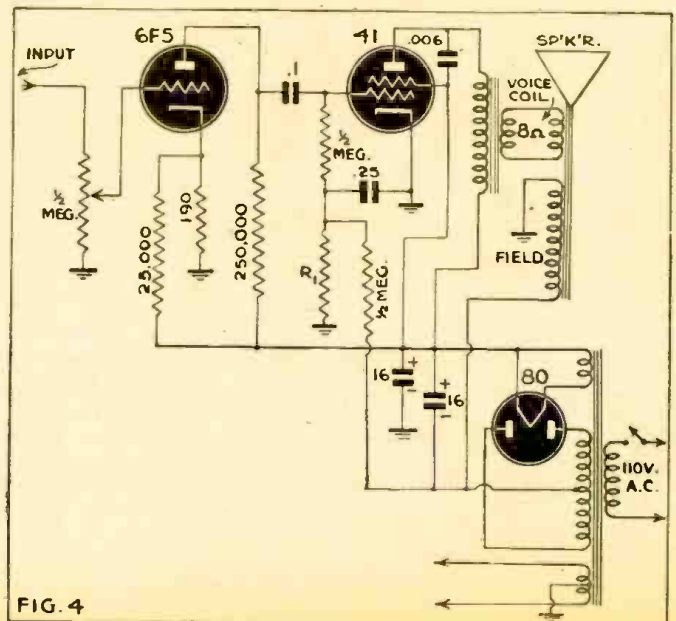 6F5
41
.006
SP'K'R.
INPUT
VOICE
COIL
8Ω
.1
½
MEG.
.25
½
MEG.
25,000
190
250,000
R₁
½ MEG.
FIELD
16
+
-
16
+
-
80
110V.
A.C.
FIG. 4